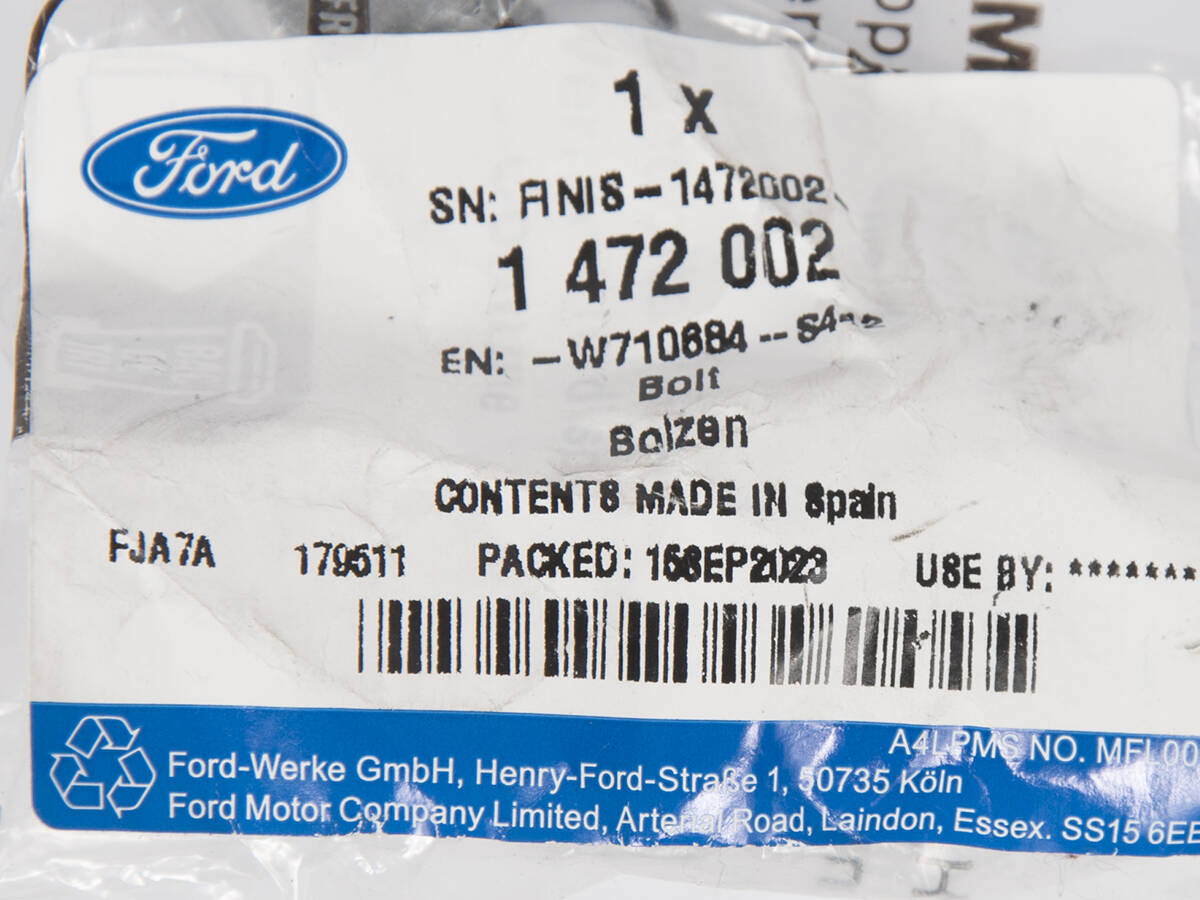 Ford
1 x
SN: FINIS-1472002
1 472 002
EN: -W710684--S4
Bolt
Bolzen
CONTENTS MADE IN Spain
FJA7A 179511 PACKED: 15SEP2023 USE BY: *******
A4LPMS NO. MFL00
Ford-Werke GmbH, Henry-Ford-Straße 1, 50735 Köln
Ford Motor Company Limited, Arterial Road, Laindon, Essex. SS15 6EE